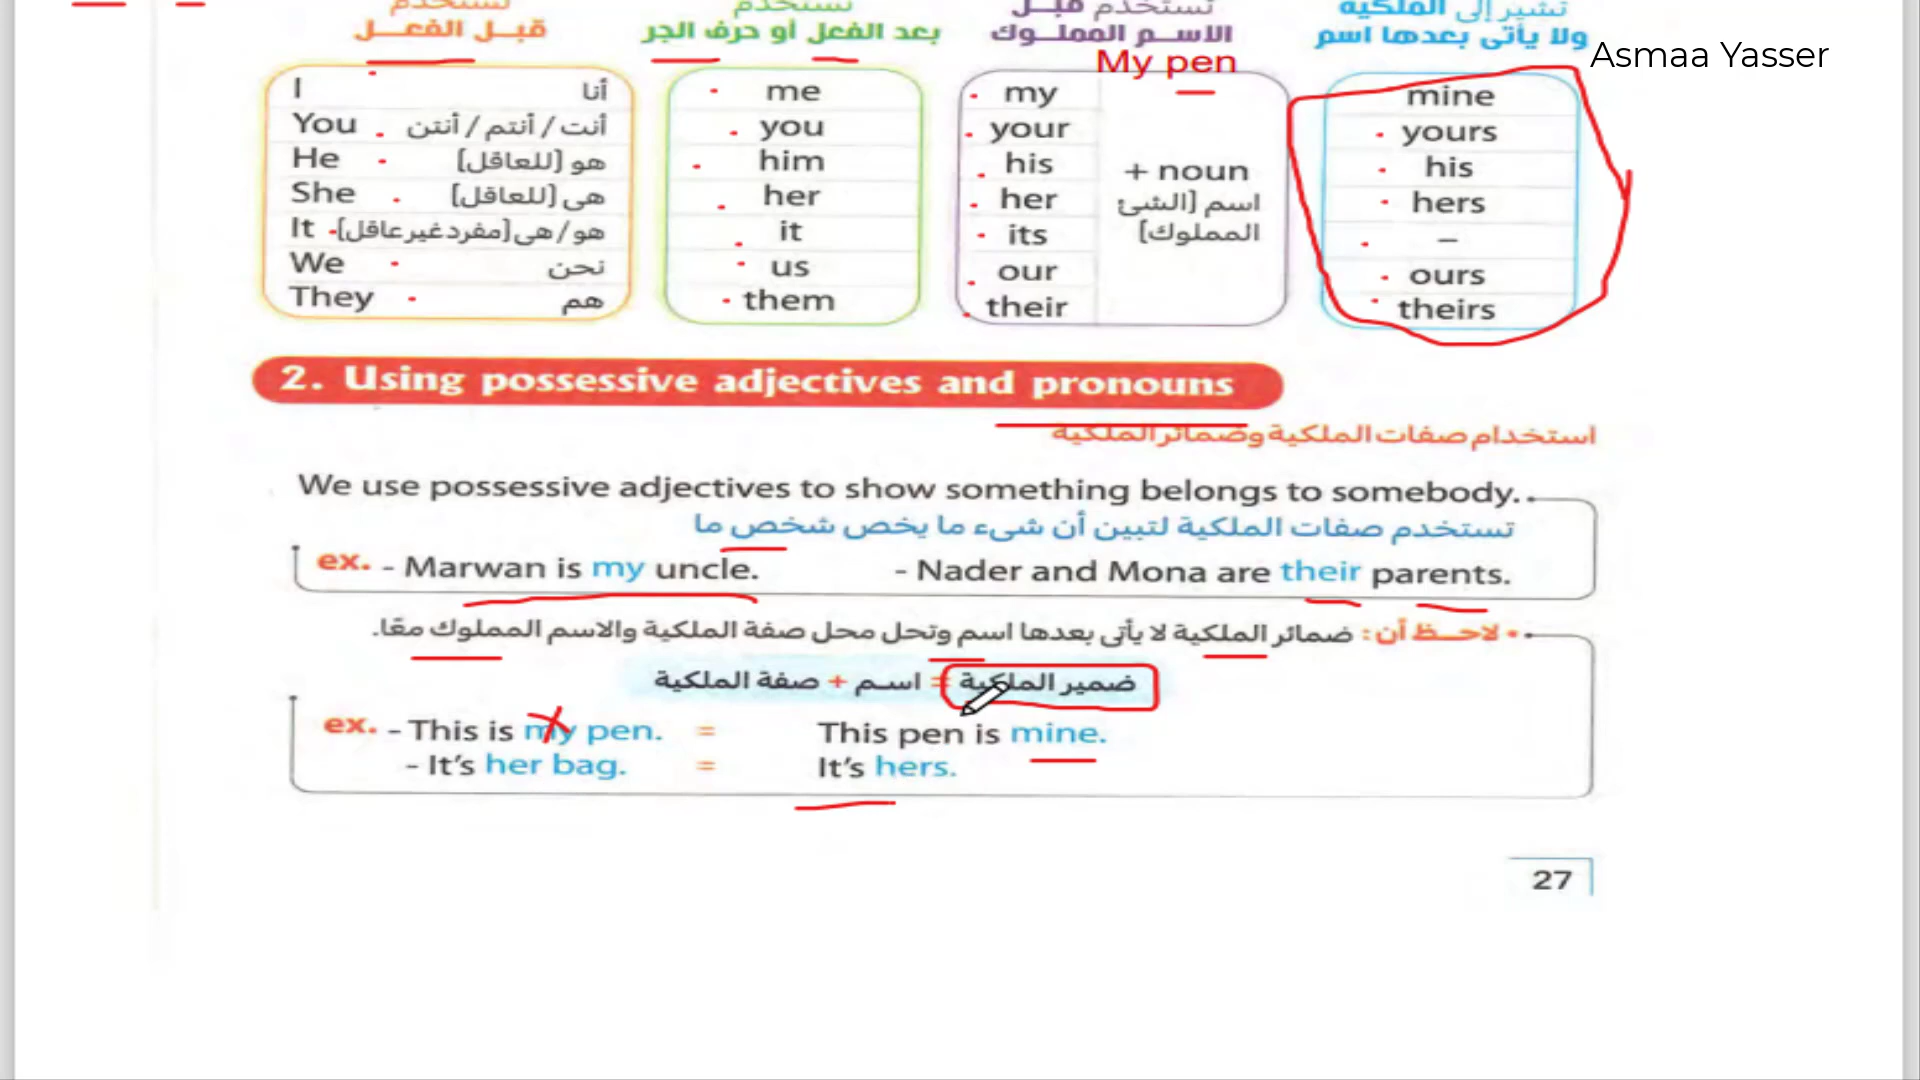 تستخدم
تستخدم
تستخدم قبل
تشير إلى الملكية
قبل الفعل
بعد الفعل أو حرف الجر
الاسم المملوك
ولا يأتى بعدها اسم
Asmaa Yasser
My pen
I أنا
me
my
mine
You أنت / أنتم / أنتن
you
your
yours
He هو [للعاقل]
him
his
+ noun
his
She هى [للعاقل]
her
her
اسم [الشئ
hers
It هو / هى [مفرد غير عاقل]
it
its
المملوك]
–
We نحن
us
our
ours
They هم
them
their
theirs
2. Using possessive adjectives and pronouns
استخدام صفات الملكية وضمائر الملكية
We use possessive adjectives to show something belongs to somebody.
تستخدم صفات الملكية لتبين أن شىء ما يخص شخص ما
ex. - Marwan is my uncle. - Nader and Mona are their parents.
• لاحظ أن : ضمائر الملكية لا يأتى بعدها اسم وتحل محل صفة الملكية والاسم المملوك معًا.
ضمير الملكية = اسم + صفة الملكية
ex. - This is my pen. = This pen is mine.
- It's her bag. = It's hers.
27